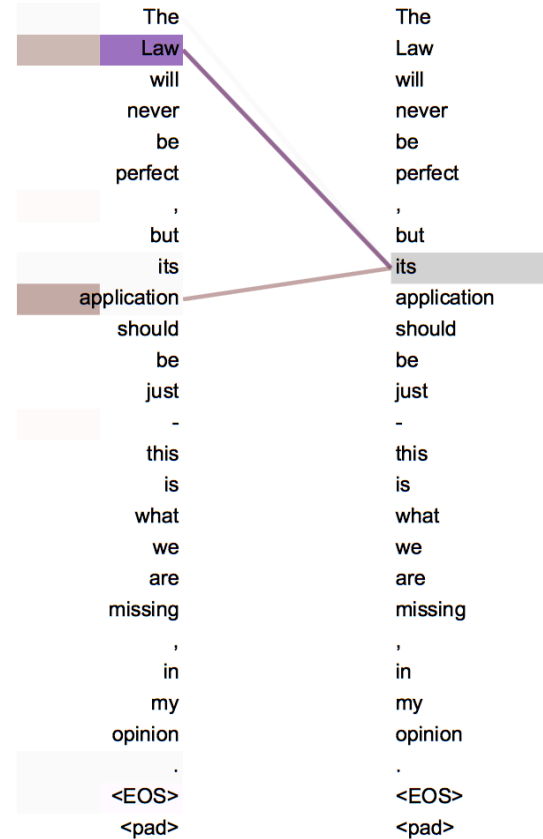 The The
Law Law
will will
never never
be be
perfect perfect
, ,
but but
its its
application application
should should
be be
just just
- -
this this
is is
what what
we we
are are
missing missing
, ,
in in
my my
opinion opinion
. .
<EOS> <EOS>
<pad> <pad>